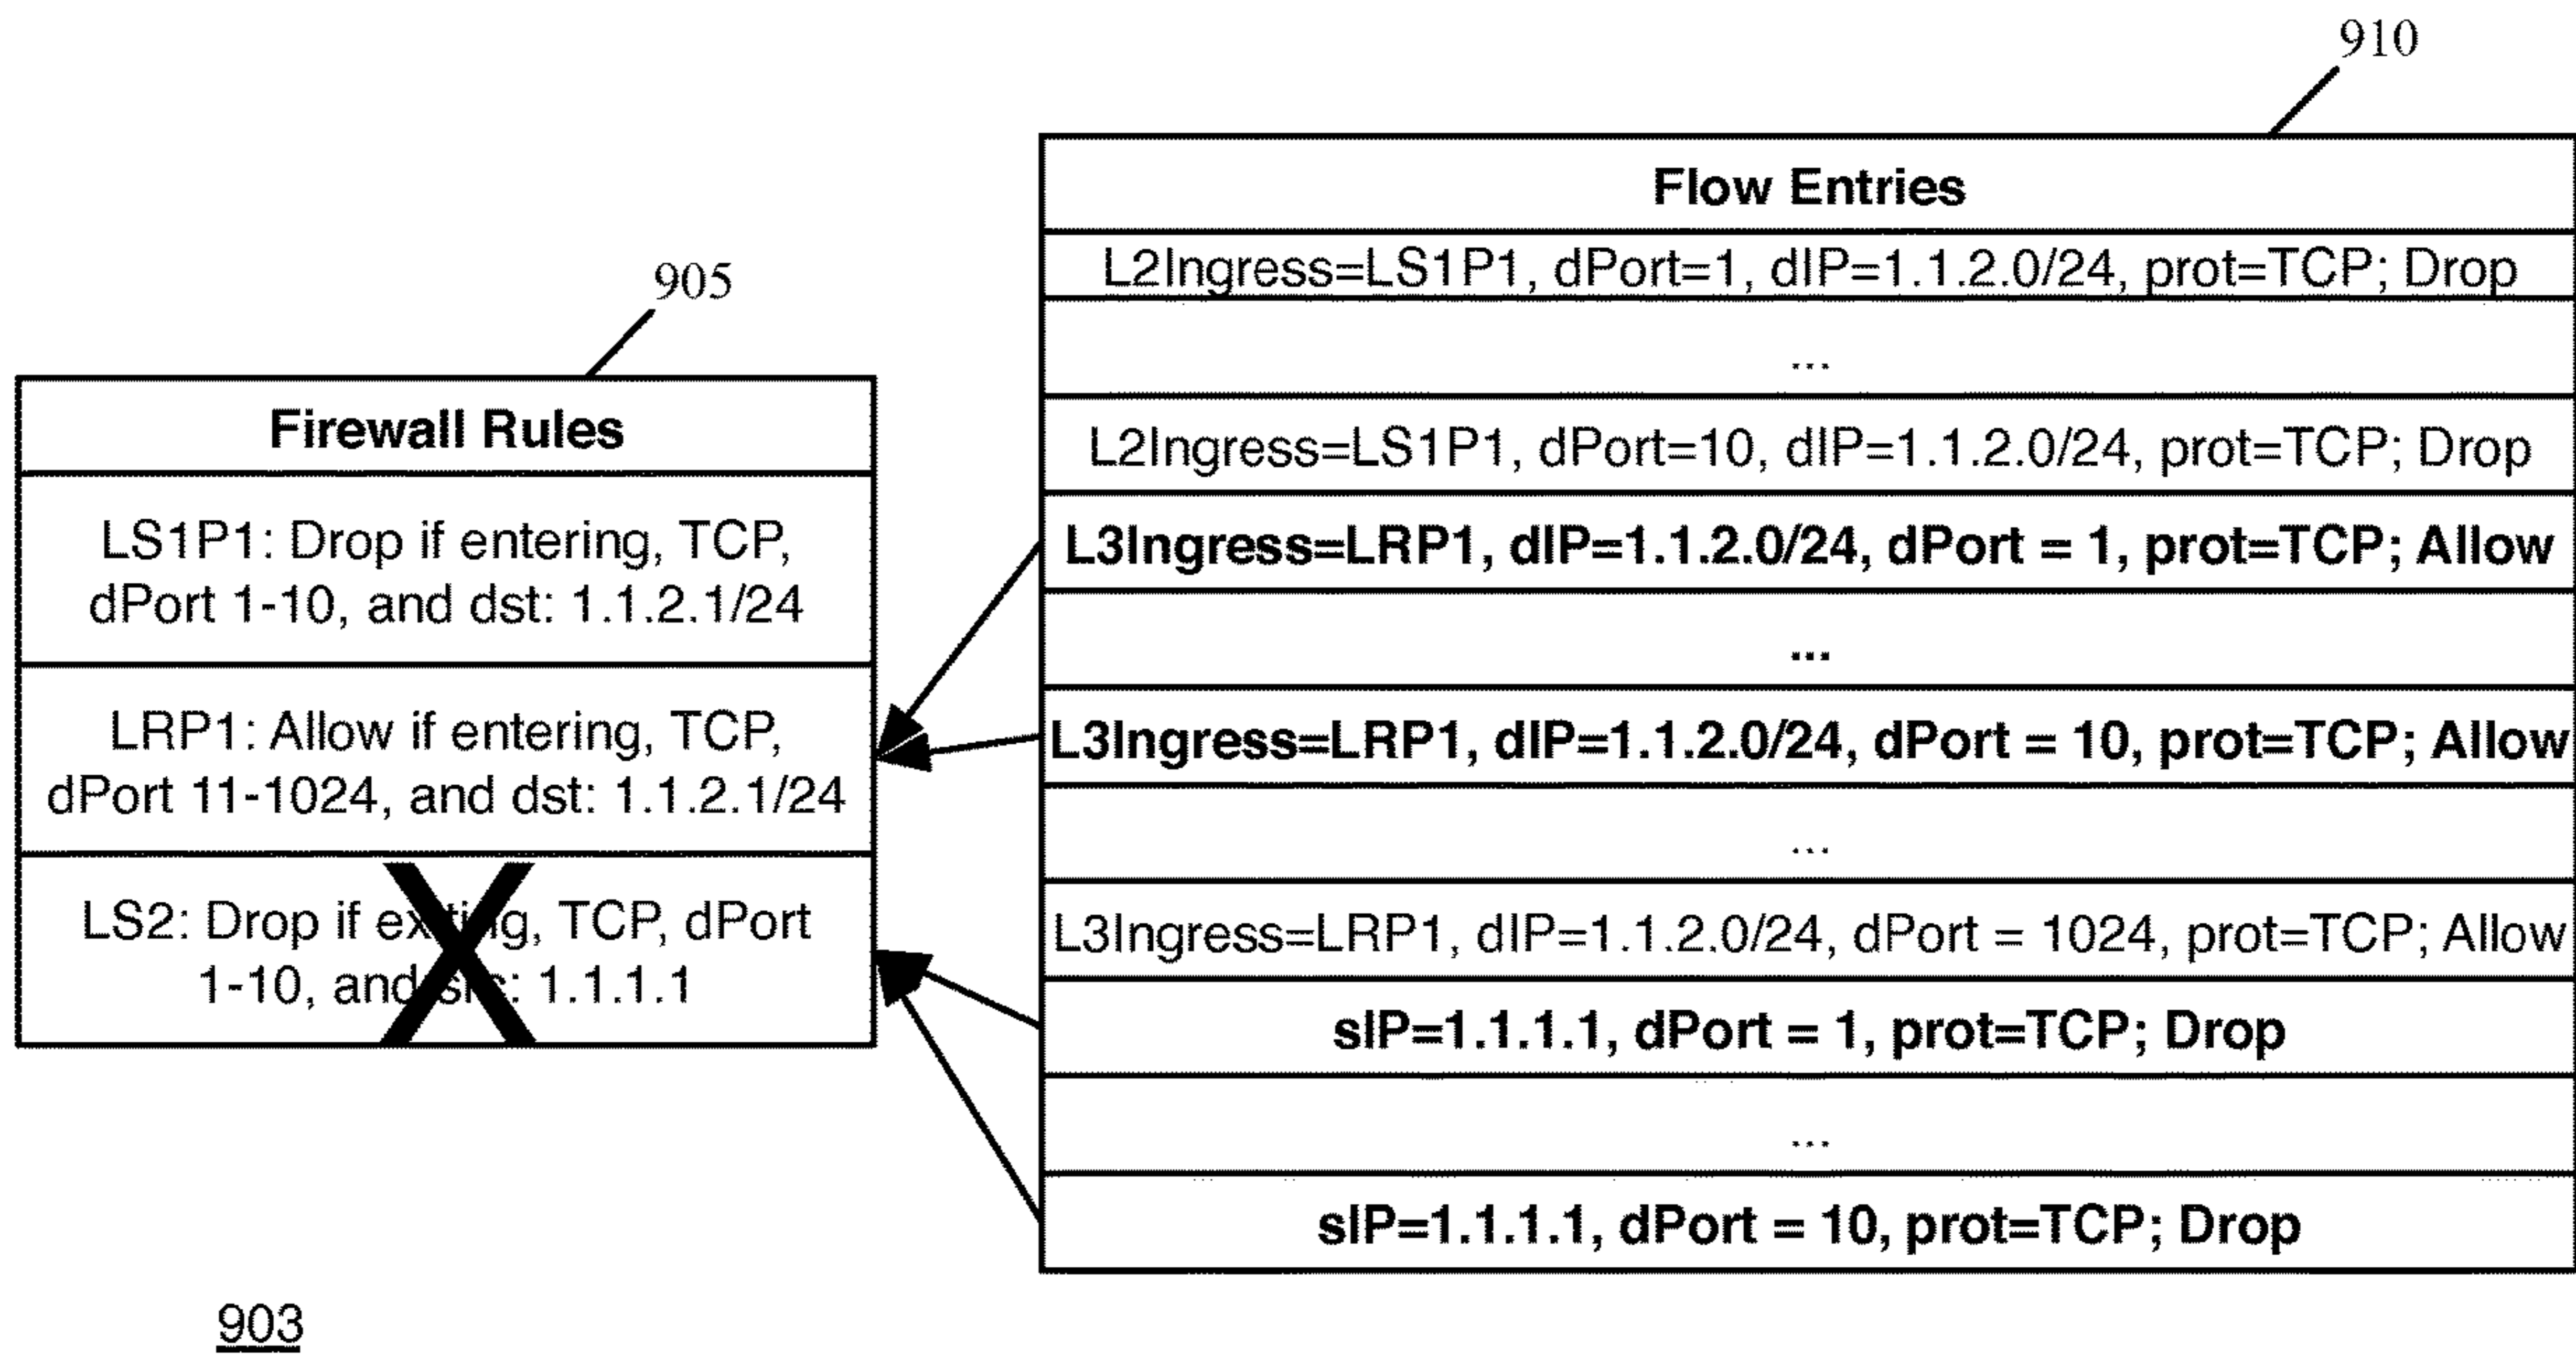 910
Flow Entries
L2Ingress=LS1P1, dPort=1, dIP=1.1.2.0/24, prot=TCP; Drop
...
L2Ingress=LS1P1, dPort=10, dIP=1.1.2.0/24, prot=TCP; Drop
L3Ingress=LRP1, dIP=1.1.2.0/24, dPort = 1, prot=TCP; Allow
...
L3Ingress=LRP1, dIP=1.1.2.0/24, dPort = 10, prot=TCP; Allow
...
L3Ingress=LRP1, dIP=1.1.2.0/24, dPort = 1024, prot=TCP; Allow
sIP=1.1.1.1, dPort = 1, prot=TCP; Drop
...
sIP=1.1.1.1, dPort = 10, prot=TCP; Drop
905
Firewall Rules
LS1P1: Drop if entering, TCP,
dPort 1-10, and dst: 1.1.2.1/24
LRP1: Allow if entering, TCP,
dPort 11-1024, and dst: 1.1.2.1/24
LS2: Drop if exiting, TCP, dPort
1-10, and src: 1.1.1.1
903